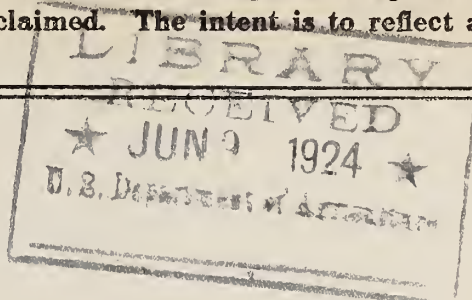 claimed. The intent is to reflect a
LIBRARY
RECEIVED
★ JUN 9 1924 ★
U. S. Department of Agriculture